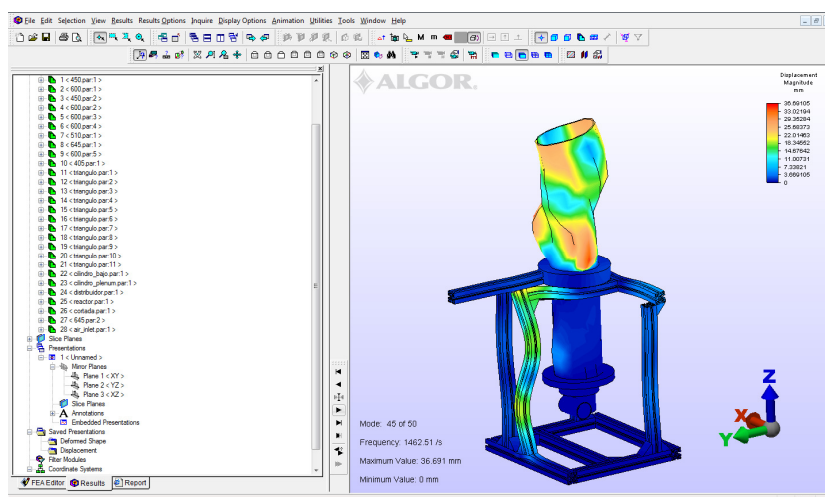 File Edit Selection View Results Results Options Inquire Display Options Animation Utilities Tools Window Help
1 < 450.par:1 >
2 < 600.par:1 >
3 < 450.par:2 >
4 < 600.par:2 >
5 < 600.par:3 >
6 < 600.par:4 >
7 < 510.par:1 >
8 < 645.par:1 >
9 < 600.par:5 >
10 < 405.par:1 >
11 < triangulo.par:1 >
12 < triangulo.par:2 >
13 < triangulo.par:3 >
14 < triangulo.par:4 >
15 < triangulo.par:5 >
16 < triangulo.par:6 >
17 < triangulo.par:7 >
18 < triangulo.par:8 >
19 < triangulo.par:9 >
20 < triangulo.par:10 >
21 < triangulo.par:11 >
22 < cilindro_bajo.par:1 >
23 < cilindro_plenum.par:1 >
24 < distribuidor.par:1 >
25 < reactor.par:1 >
26 < cortada.par:1 >
27 < 645.par:2 >
28 < air_inlet.par:1 >
Slice Planes
Presentations
1 < Unnamed >
Mirror Planes
Plane 1 < XY >
Plane 2 < YZ >
Plane 3 < XZ >
Slice Planes
Annotations
Embedded Presentations
Saved Presentations
Deformed Shape
Displacement
Filter Modules
Coordinate Systems
FEA Editor Results Report
ALGOR®
Displacement
Magnitude
mm
36.69105
33.02194
29.35284
25.68373
22.01463
18.34552
14.67642
11.00731
7.33821
3.669105
0
Mode: 45 of 50
Frequency: 1462.51 /s
Maximum Value: 36.691 mm
Minimum Value: 0 mm
Z
X
Y